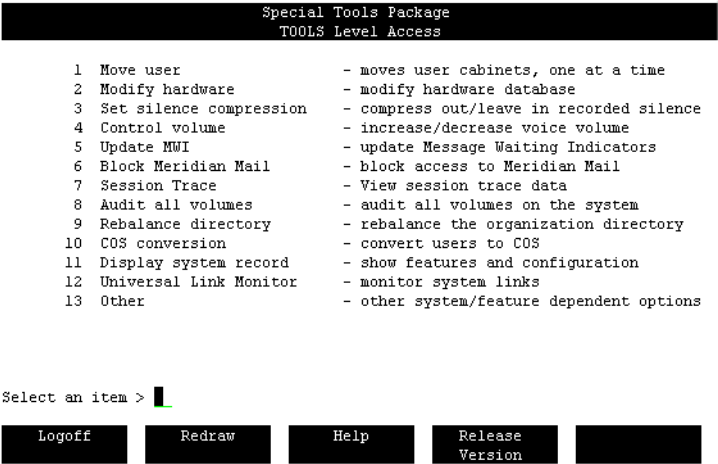 Special Tools Package
TOOLS Level Access
1 Move user - moves user cabinets, one at a time
2 Modify hardware - modify hardware database
3 Set silence compression - compress out/leave in recorded silence
4 Control volume - increase/decrease voice volume
5 Update MWI - update Message Waiting Indicators
6 Block Meridian Mail - block access to Meridian Mail
7 Session Trace - View session trace data
8 Audit all volumes - audit all volumes on the system
9 Rebalance directory - rebalance the organization directory
10 COS conversion - convert users to COS
11 Display system record - show features and configuration
12 Universal Link Monitor - monitor system links
13 Other - other system/feature dependent options
Select an item >
Logoff Redraw Help Release
Version